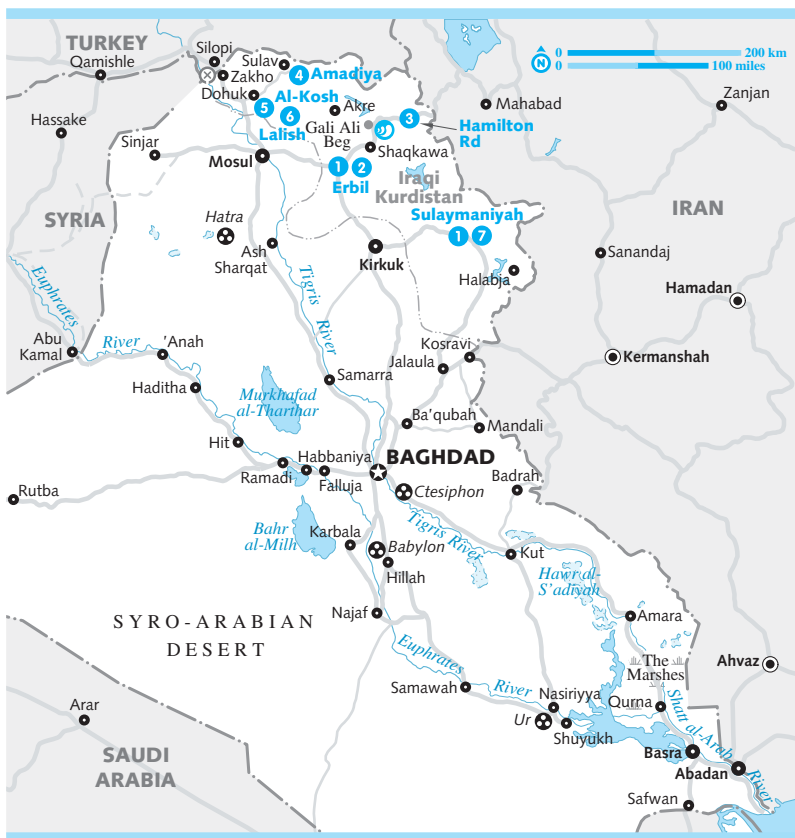 TURKEY
Qamishle
Silopi
Sulav
4 Amadiya
0 200 km
N
0 100 miles
Zakho
Dohuk
5 Al-Kosh
Akre
Mahabad
Zanjan
Hassake
6
Lalish
Gali Ali
Beg
3
Hamilton
Rd
Sinjar
Mosul
Shaqkawa
1 2
Erbil
Iraqi
Kurdistan
SYRIA
IRAN
Sulaymaniyah
1 7
Hatra
Ash
Sharqat
Kirkuk
Sanandaj
Halabja
Hamadan
Euphrates
River
Tigris
River
Abu
Kamal
'Anah
Kosravi
Jalaula
Kermanshah
Haditha
Samarra
Murkhafad
al-Tharthar
Ba'qubah
Mandali
Hit
Habbaniya
BAGHDAD
Ramadi
Falluja
Badrah
Rutba
Ctesiphon
Tigris River
Bahr
al-Milh
Karbala
Babylon
Kut
Hillah
Hawr al-
S'adiyah
Najaf
Amara
SYRO-ARABIAN
DESERT
Euphrates
River
The
Marshes
Ahvaz
Samawah
Nasiriyya
Qurna
Shatt al-Arab
River
Arar
Ur
Shuyukh
Basra
Abadan
SAUDI
ARABIA
Safwan